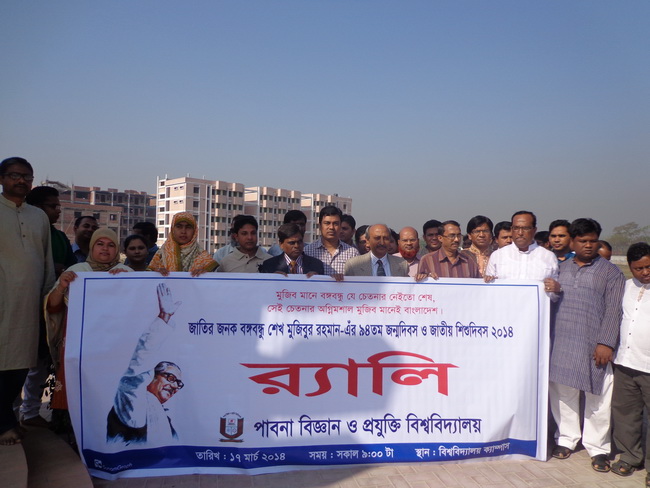 মুজিব মানে বঙ্গবন্ধু চেতনার নেইতো শেষ,
সেই চেতনার অগ্নিমশাল মুজিব মানেই বাংলাদেশ।
জাতির জনক বঙ্গবন্ধু শেখ মুজিবুর রহমান-এর ৯৪তম জন্মদিবস ও জাতীয় শিশুদিবস ২০১৪
র‍্যালি
পাবনা বিজ্ঞান ও প্রযুক্তি বিশ্ববিদ্যালয়
তারিখ : ১৭ মার্চ ২০১৪ সময় : সকাল ৯:০০ টা স্থান : বিশ্ববিদ্যালয় ক্যাম্পাস